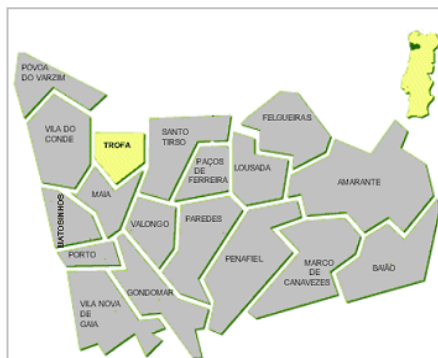 PÓVOA
DO VARZIM
VILA DO
CONDE
TROFA
SANTO
TIRSO
FELGUEIRAS
PAÇOS
DE
FERREIRA
LOUSADA
AMARANTE
MAIA
MATOSINHOS
VALONGO
PAREDES
PORTO
PENAFIEL
MARCO
DE
CANAVEZES
BAIÃO
GONDOMAR
VILA NOVA
DE
GAIA